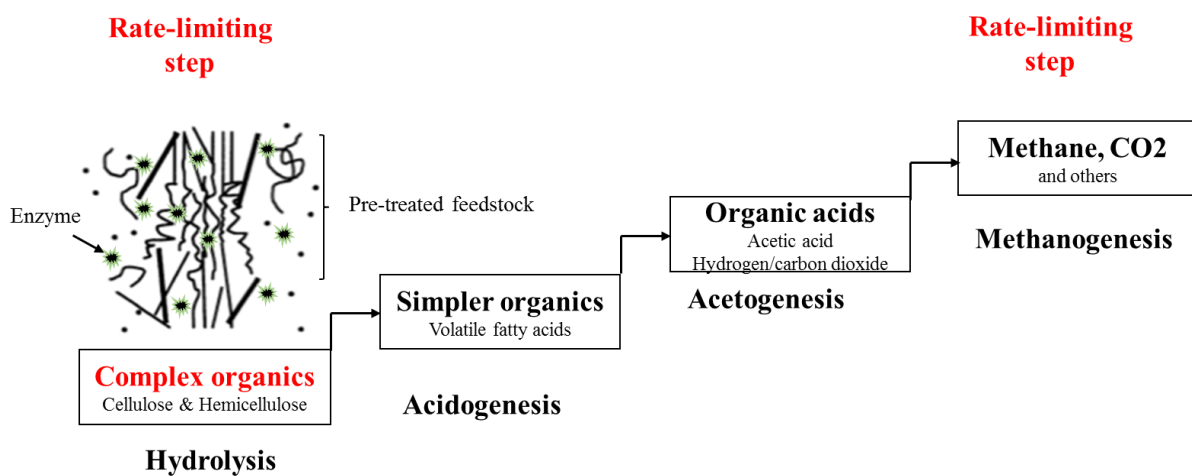 Rate-limiting
step
Rate-limiting
step
Enzyme
Pre-treated feedstock
Complex organics
Cellulose & Hemicellulose
Hydrolysis
Simpler organics
Volatile fatty acids
Acidogenesis
Organic acids
Acetic acid
Hydrogen/carbon dioxide
Acetogenesis
Methane, CO2
and others
Methanogenesis